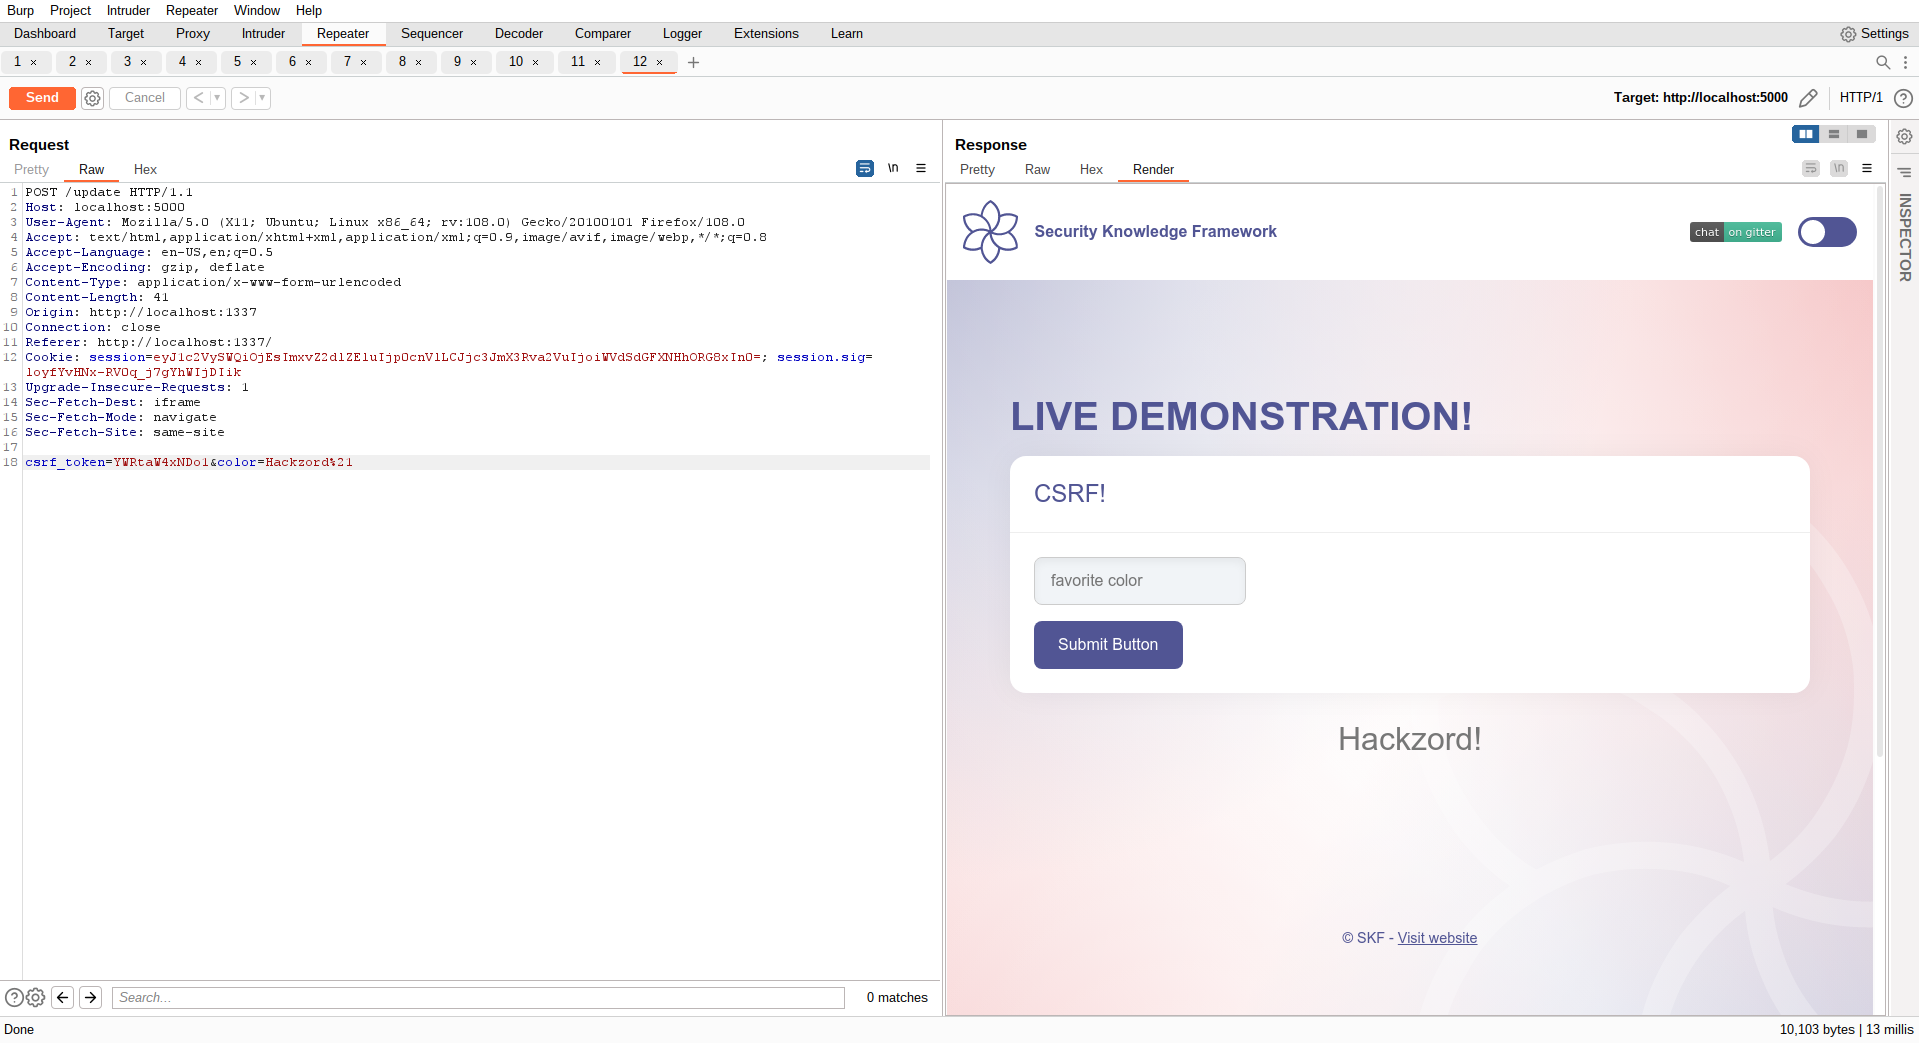 Burp Project Intruder Repeater Window Help
Dashboard Target Proxy Intruder Repeater Sequencer Decoder Comparer Logger Extensions Learn Settings
1 × 2 × 3 × 4 × 5 × 6 × 7 × 8 × 9 × 10 × 11 × 12 × +
Send Cancel < > Target: http://localhost:5000 HTTP/1
Request
Pretty Raw Hex \n
1 POST /update HTTP/1.1
2 Host: localhost:5000
3 User-Agent: Mozilla/5.0 (X11; Ubuntu; Linux x86_64; rv:108.0) Gecko/20100101 Firefox/108.0
4 Accept: text/html,application/xhtml+xml,application/xml;q=0.9,image/avif,image/webp,*/*;q=0.8
5 Accept-Language: en-US,en;q=0.5
6 Accept-Encoding: gzip, deflate
7 Content-Type: application/x-www-form-urlencoded
8 Content-Length: 41
9 Origin: http://localhost:1337
10 Connection: close
11 Referer: http://localhost:1337/
12 Cookie: session=eyJ1c2VySWQiOjEsImxvZ2dlZEluIjp0cnVlLCJjc3JmX3Rva2VuIjoiWVdSdGFXNHhORG8xIn0=; session.sig=
loyfYvHNx-RV0q_j7gYhWIjDIik
13 Upgrade-Insecure-Requests: 1
14 Sec-Fetch-Dest: iframe
15 Sec-Fetch-Mode: navigate
16 Sec-Fetch-Site: same-site
17
18 csrf_token=YWRtaW4xNDo1&color=Hackzord%21
Search... 0 matches
Response
Pretty Raw Hex Render \n
Security Knowledge Framework chat on gitter
LIVE DEMONSTRATION!
CSRF!
favorite color
Submit Button
Hackzord!
© SKF - Visit website
INSPECTOR
Done 10,103 bytes | 13 millis